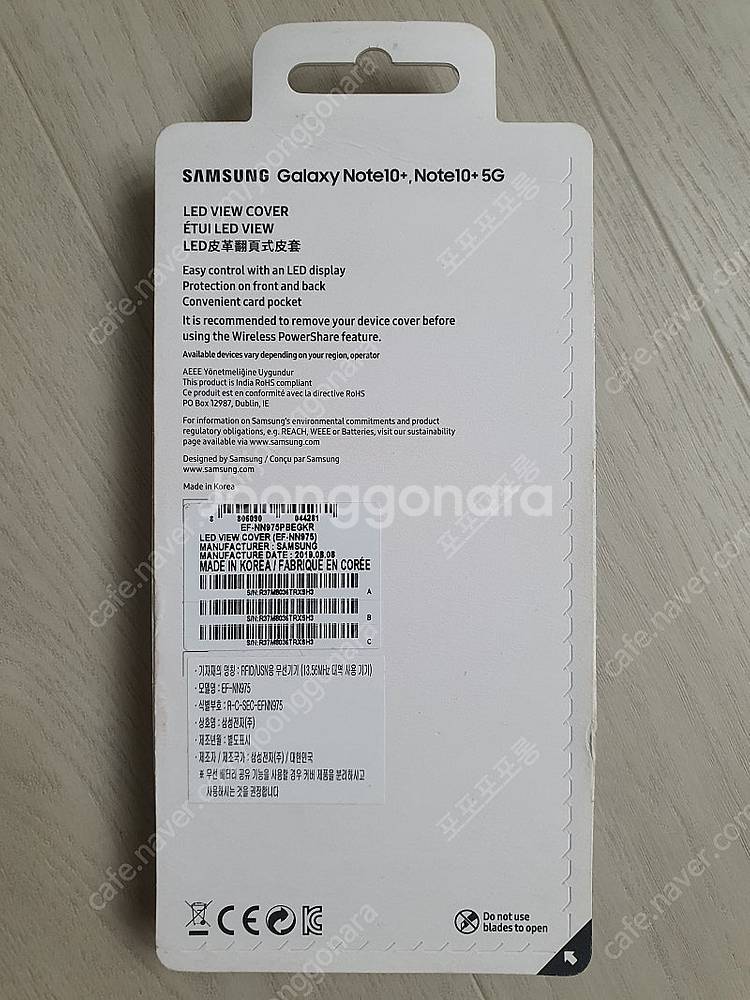 SAMSUNG Galaxy Note10+, Note10+ 5G
LED VIEW COVER
ÉTUI LED VIEW
LED皮革翻頁式皮套
Easy control with an LED display
Protection on front and back
Convenient card pocket
It is recommended to remove your device cover before
using the Wireless PowerShare feature.
Available devices vary depending on your region, operator
AEEE Yönetmeliğine Uygundur
This product is India RoHS compliant
Ce produit est en conformité avec la directive RoHS
PO Box 12987, Dublin, IE
For information on Samsung's environmental commitments and product
regulatory obligations, e.g. REACH, WEEE or Batteries, visit our sustainability
page available via www.samsung.com
Designed by Samsung / Conçu par Samsung
www.samsung.com
Made in Korea
joonggonara
8 806090 044281
EF-NN975PBEGKR
LED VIEW COVER (EF-NN975)
MANUFACTURER : SAMSUNG
MANUFACTURE DATE : 2019.08.08
MADE IN KOREA / FABRIQUÉ EN CORÉE
S/N: R37M8036TRXSH3 A
S/N: R37M8036TRXSH3 B
S/N: R37M8036TRXSH3 C
· 기자재의 명칭 : RFID/USN용 무선기기 (13.56MHz 대역 사용 기기)
· 모델명 : EF-NN975
· 식별부호 : R-C-SEC-EFNN975
· 상호명 : 삼성전자(주)
· 제조년월 : 별도표시
· 제조자 / 제조국가 : 삼성전자(주) / 대한민국
※ 무선 배터리 공유 기능을 사용할 경우 커버 제품을 분리하시고
사용하시는 것을 권장합니다
CE
Do not use
blades to open
cafe.naver.com/joonggonara
포포포포롱